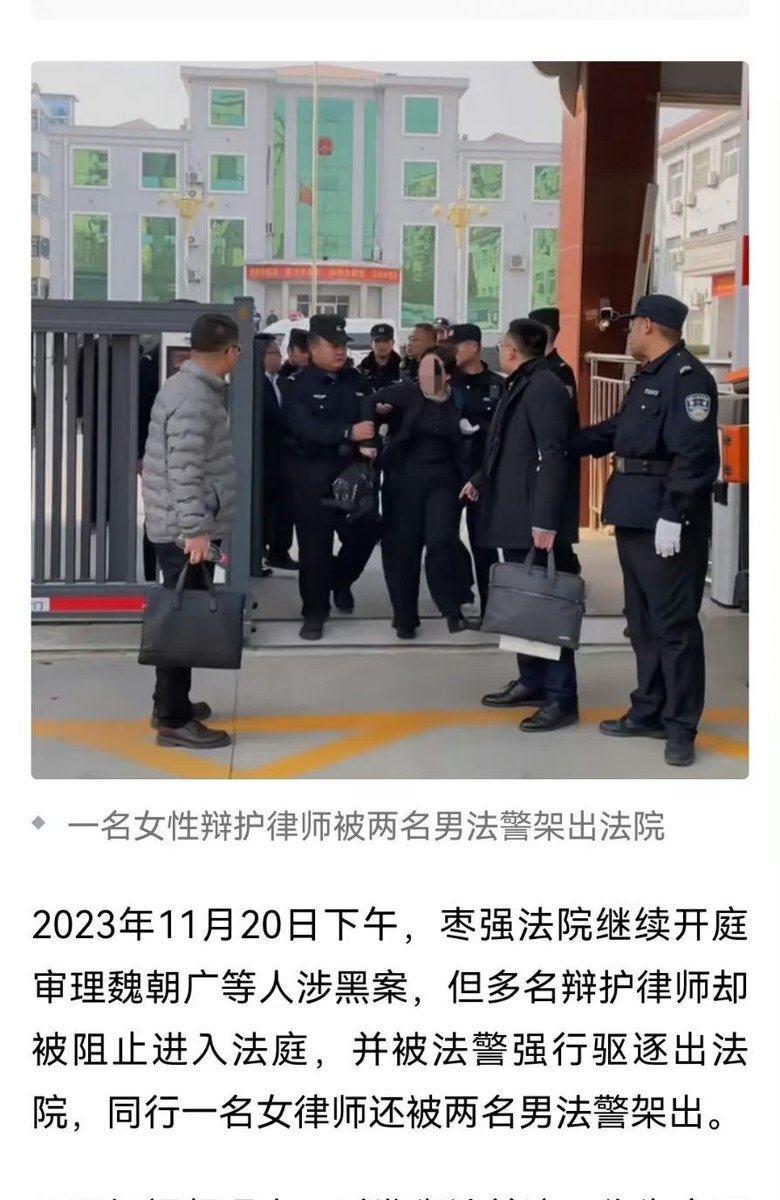 一名女性辩护律师被两名男法警架出法院
2023年11月20日下午，枣强法院继续开庭
审理魏朝广等人涉黑案，但多名辩护律师却
被阻止进入法庭，并被法警强行驱逐出法
院，同行一名女律师还被两名男法警架出。